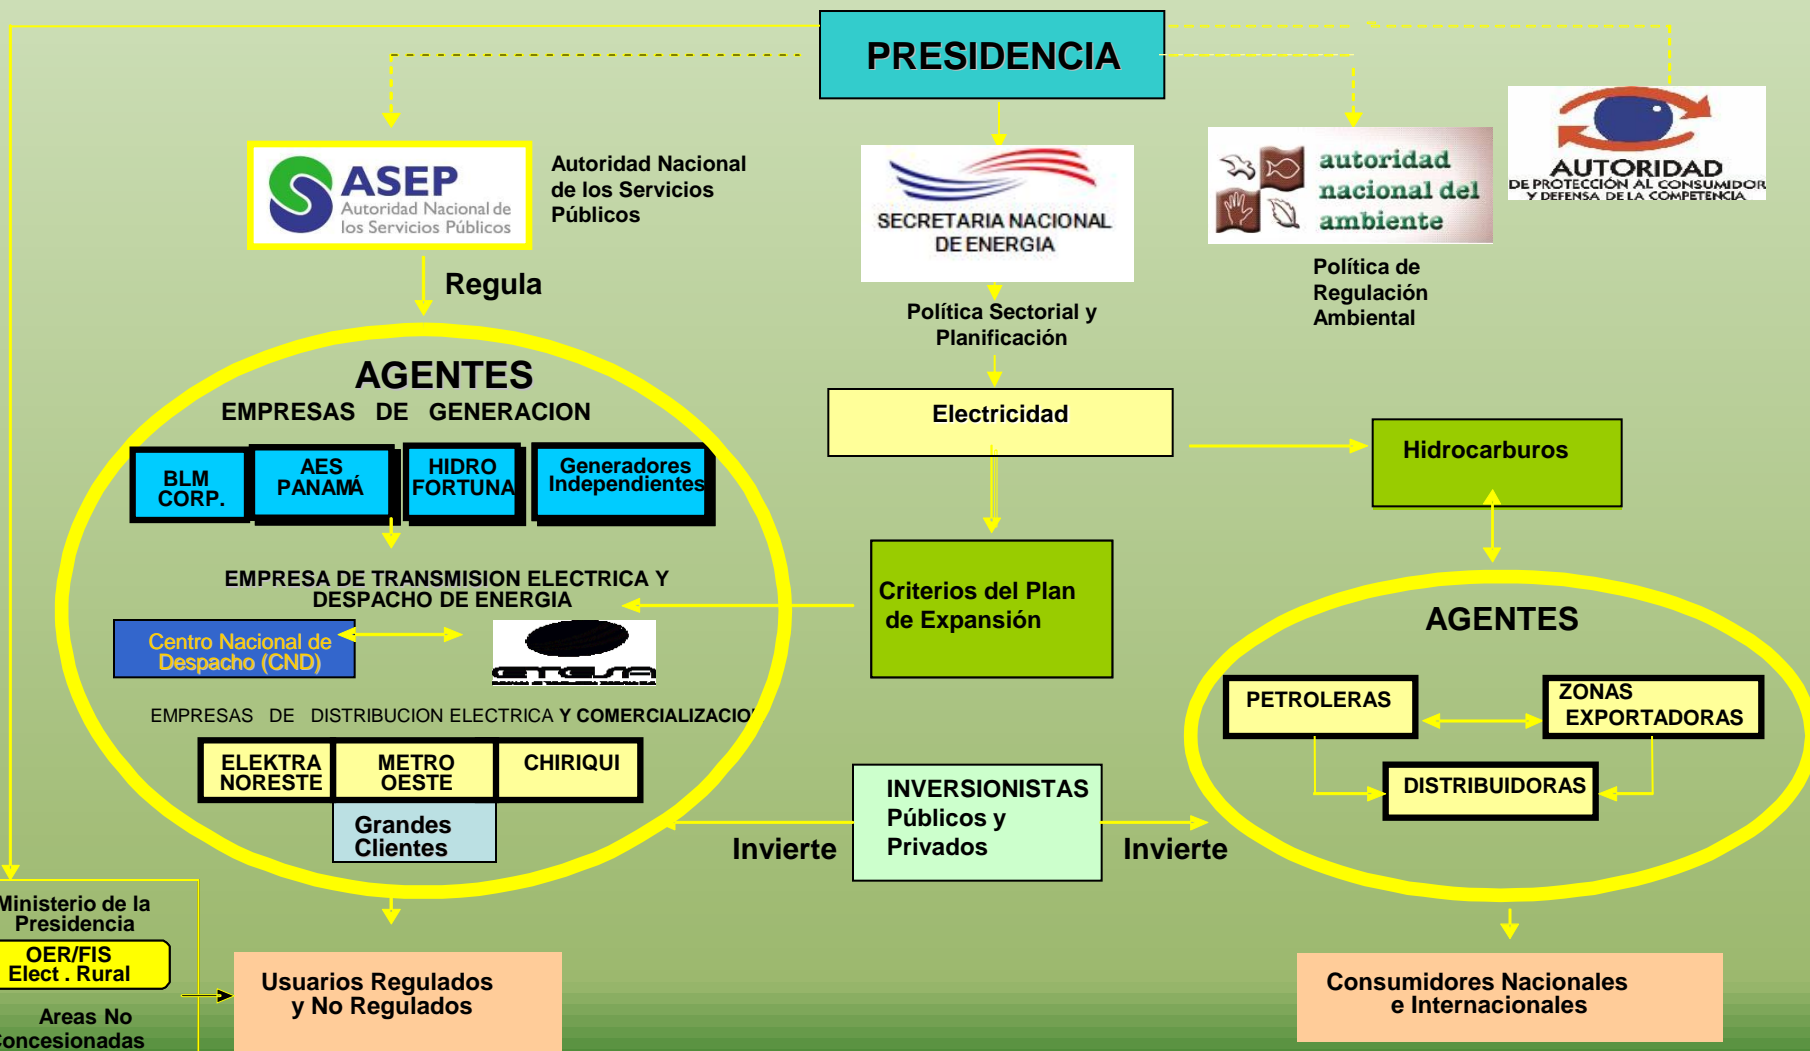 PRESIDENCIA
ASEP
Autoridad Nacional de
los Servicios Públicos
Autoridad Nacional
de los Servicios
Públicos
SECRETARIA NACIONAL
DE ENERGIA
autoridad
nacional del
ambiente
AUTORIDAD
DE PROTECCIÓN AL CONSUMIDOR
Y DEFENSA DE LA COMPETENCIA
Regula
Política Sectorial y
Planificación
Política de
Regulación
Ambiental
AGENTES
EMPRESAS DE GENERACION
BLM
CORP.
AES
PANAMÁ
HIDRO
FORTUNA
Generadores
Independientes
Electricidad
Hidrocarburos
EMPRESA DE TRANSMISION ELECTRICA Y
DESPACHO DE ENERGIA
Centro Nacional de
Despacho (CND)
ETESA
Criterios del Plan
de Expansión
AGENTES
PETROLERAS
ZONAS
EXPORTADORAS
DISTRIBUIDORAS
EMPRESAS DE DISTRIBUCION ELECTRICA Y COMERCIALIZACIO
ELEKTRA
NORESTE
METRO
OESTE
CHIRIQUI
Grandes
Clientes
Invierte
INVERSIONISTAS
Públicos y
Privados
Invierte
Ministerio de la
Presidencia
OER/FIS
Elect . Rural
Areas No
Concesionadas
Usuarios Regulados
y No Regulados
Consumidores Nacionales
e Internacionales